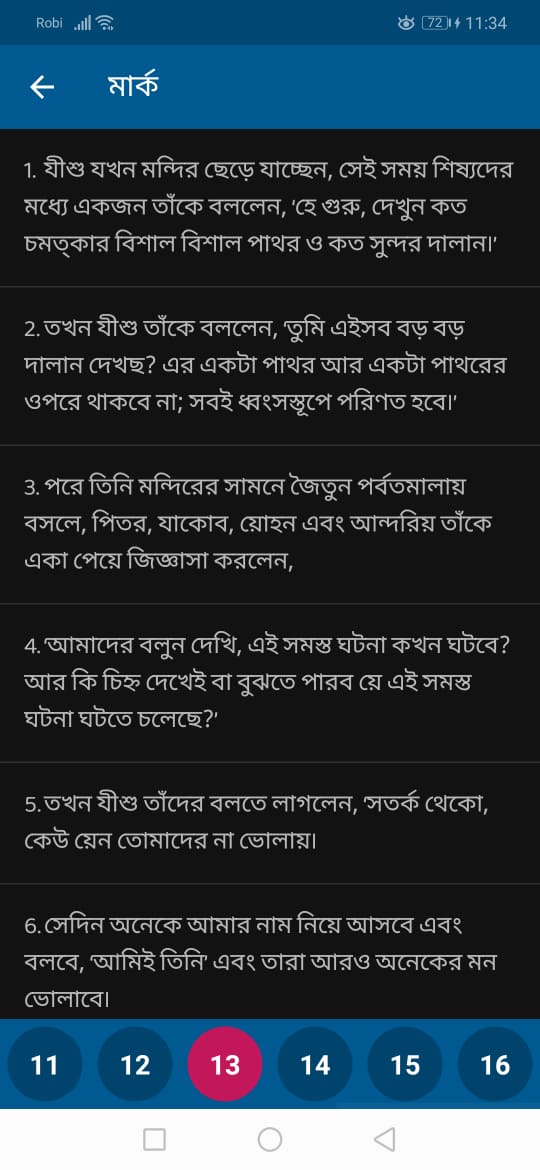 Robi 72 11:34
মার্ক
1. যীশু যখন মন্দির ছেড়ে যাচ্ছেন, সেই সময় শিষ্যদের
মধ্যে একজন তাঁকে বললেন, 'হে গুরু, দেখুন কত
চমত্কার বিশাল বিশাল পাথর ও কত সুন্দর দালান৷'
2. তখন যীশু তাঁকে বললেন, 'তুমি এইসব বড় বড়
দালান দেখছ? এর একটা পাথর আর একটা পাথরের
ওপরে থাকবে না; সবই ধ্বংসস্তূপে পরিণত হবে৷'
3. পরে তিনি মন্দিরের সামনে জৈতুন পর্বতমালায়
বসলে, পিতর, যাকোব, য়োহন এবং আন্দরিয় তাঁকে
একা পেয়ে জিজ্ঞাসা করলেন,
4. 'আমাদের বলুন দেখি, এই সমস্ত ঘটনা কখন ঘটবে?
আর কি চিহ্ন দেখেই বা বুঝতে পারব য়ে এই সমস্ত
ঘটনা ঘটতে চলেছে?'
5. তখন যীশু তাঁদের বলতে লাগলেন, 'সতর্ক থেকো,
কেউ য়েন তোমাদের না ভোলায়৷
6. সেদিন অনেকে আমার নাম নিয়ে আসবে এবং
বলবে, 'আমিই তিনি' এবং তারা আরও অনেকের মন
ভোলাবে৷
11 12 13 14 15 16